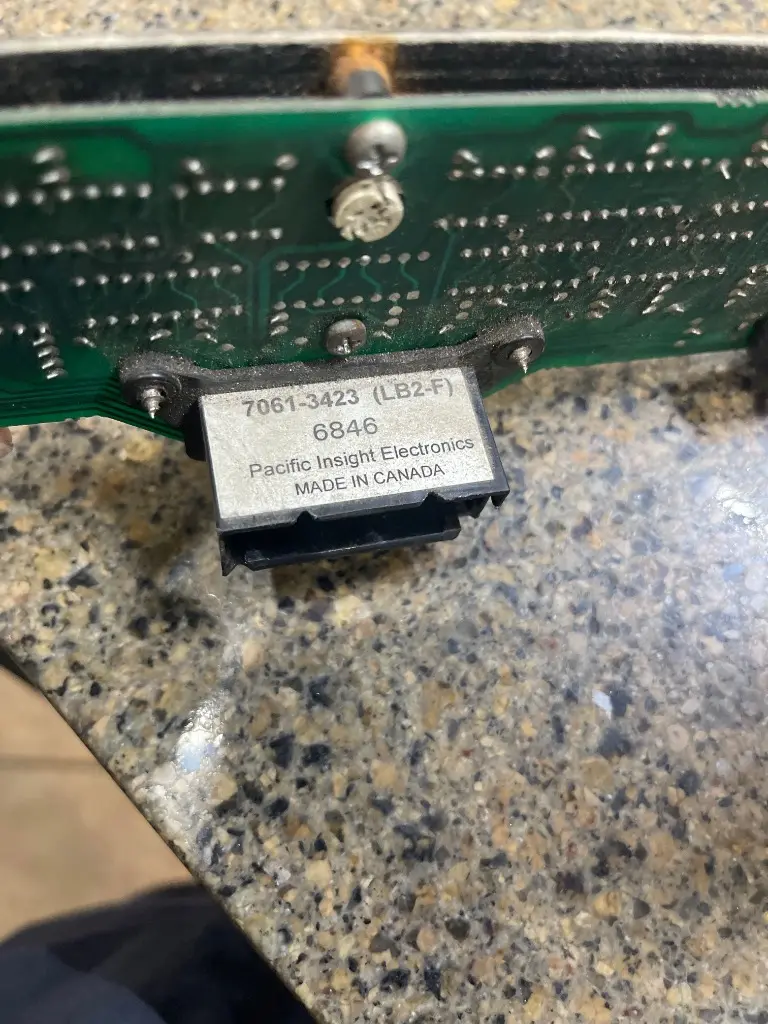 7061-3423 (LB2-F)
6846
Pacific Insight Electronics
MADE IN CANADA